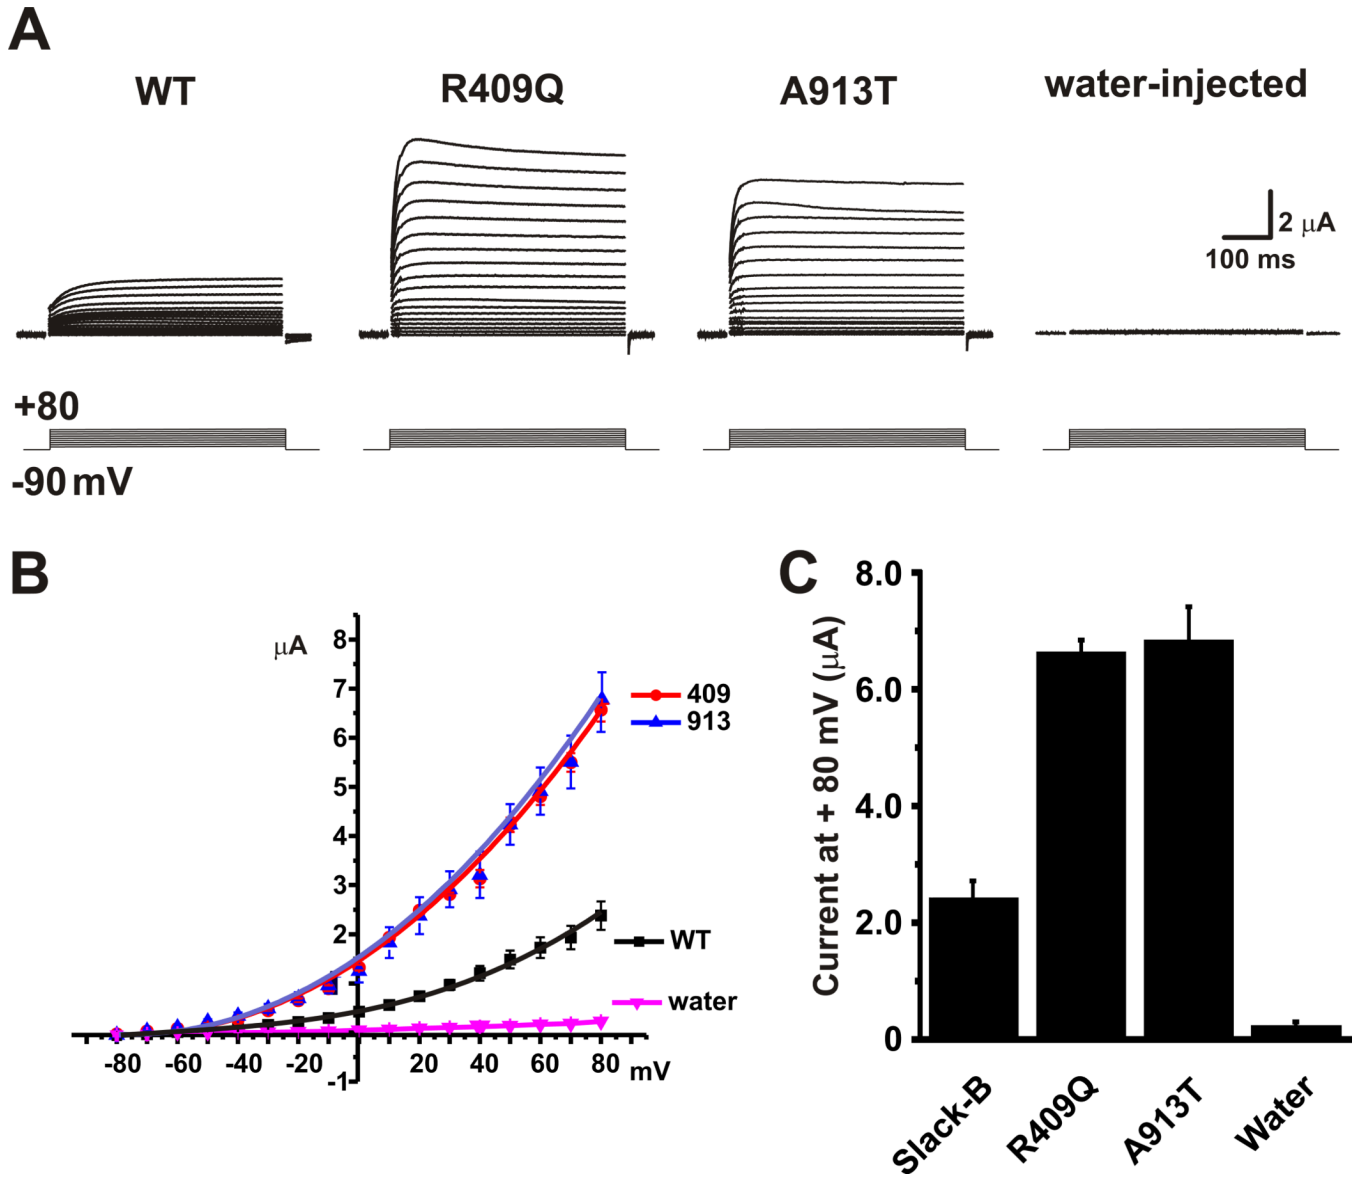 A
WT
R409Q
A913T
water-injected
2 μA
100 ms
+80
-90 mV
B
μA
8
7
6
5
4
3
2
-1
-80
-60
-40
-20
20
40
60
80
mV
409
913
WT
water
C
Current at + 80 mV (μA)
8.0
6.0
4.0
2.0
0
Slack-B
R409Q
A913T
Water